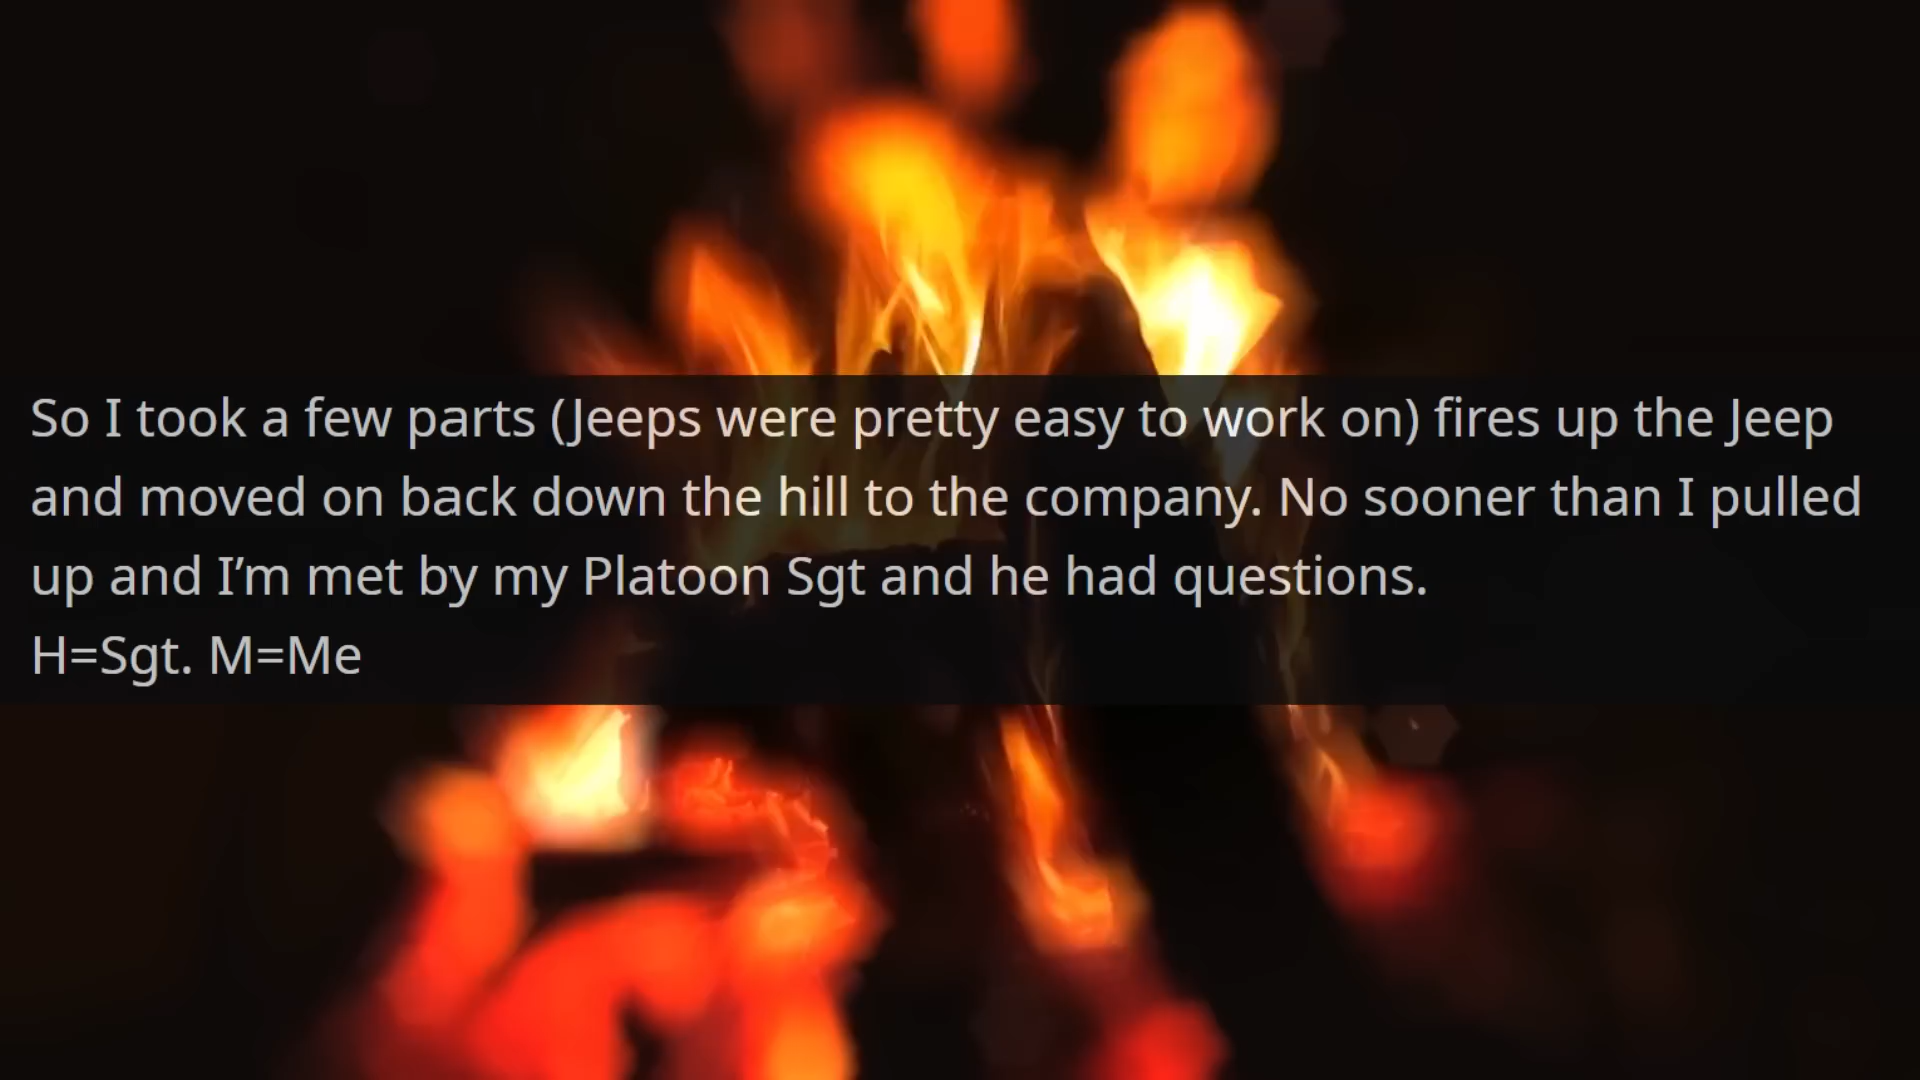 So I took a few parts (Jeeps were pretty easy to work on) fires up the Jeep
and moved on back down the hill to the company. No sooner than I pulled
up and I’m met by my Platoon Sgt and he had questions.
H=Sgt. M=Me